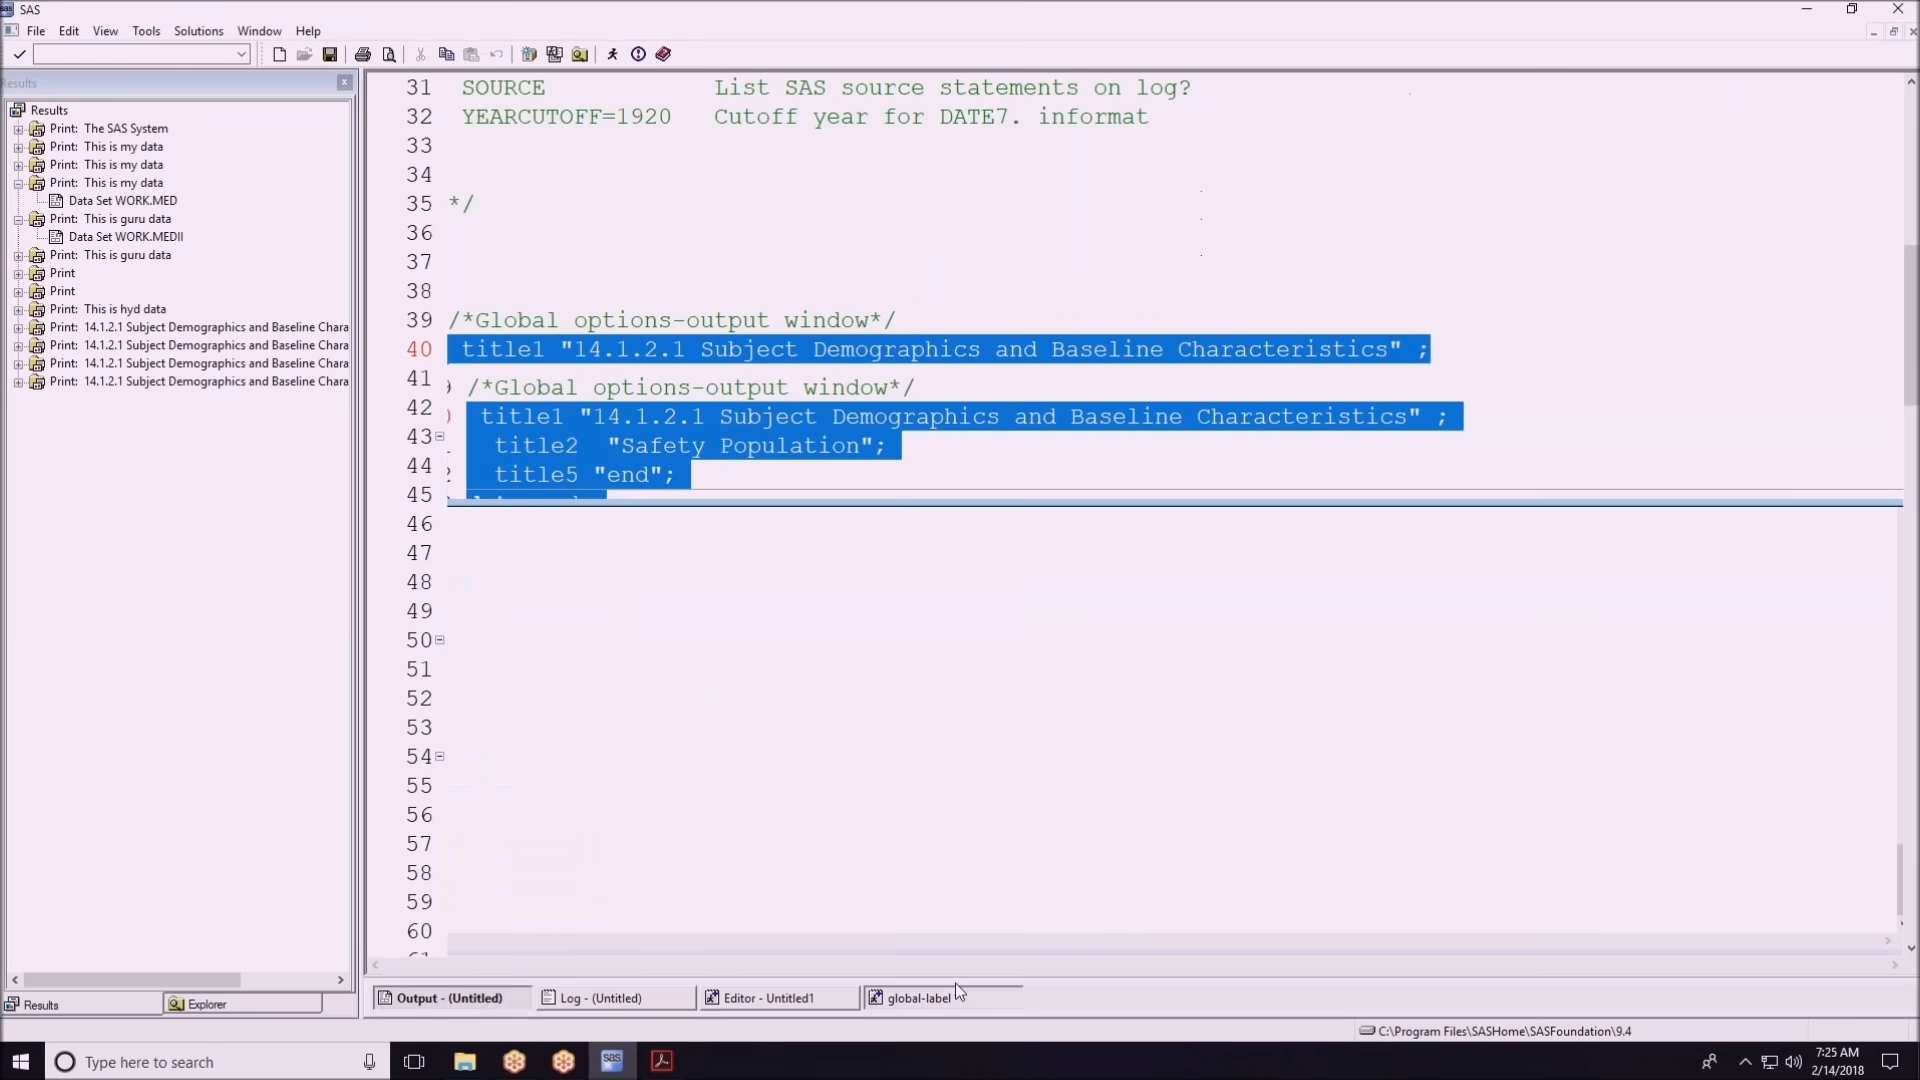 SAS
File Edit View Tools Solutions Window Help
Results
Results
Print: The SAS System
Print: This is my data
Print: This is my data
Print: This is my data
Data Set WORK.MED
Print: This is guru data
Data Set WORK.MEDII
Print: This is guru data
Print
Print
Print: This is hyd data
Print: 14.1.2.1 Subject Demographics and Baseline Chara
Print: 14.1.2.1 Subject Demographics and Baseline Chara
Print: 14.1.2.1 Subject Demographics and Baseline Chara
Print: 14.1.2.1 Subject Demographics and Baseline Chara
Results Explorer
31 SOURCE List SAS source statements on log?
32 YEARCUTOFF=1920 Cutoff year for DATE7. informat
33
34
35 */
36
37
38
39 /*Global options-output window*/
40 title1 "14.1.2.1 Subject Demographics and Baseline Characteristics" ;
41 /*Global options-output window*/
42 title1 "14.1.2.1 Subject Demographics and Baseline Characteristics" ;
43 title2 "Safety Population";
44 title5 "end";
45
46
47
48
49
50
51
52
53
54
55
56
57
58
59
60
Output - (Untitled) Log - (Untitled) Editor - Untitled1 global-label
C:\Program Files\SASHome\SASFoundation\9.4
Type here to search
sas
7:25 AM
2/14/2018